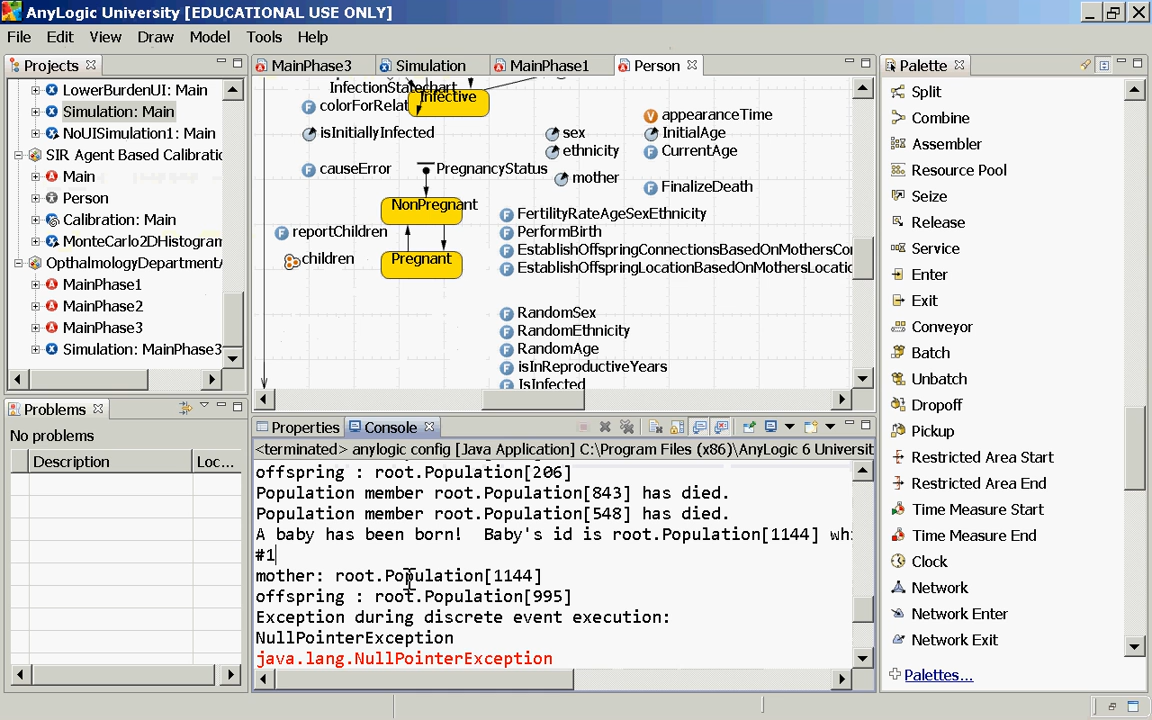 AnyLogic University [EDUCATIONAL USE ONLY]
File Edit View Draw Model Tools Help
Projects
LowerBurdenUI: Main
Simulation: Main
NoUISimulation1: Main
SIR Agent Based Calibratic
Main
Person
Calibration: Main
MonteCarlo2DHistogram
OpthalmologyDepartment
MainPhase1
MainPhase2
MainPhase3
Simulation: MainPhase3
Problems
No problems
Description Loc...
MainPhase3 Simulation MainPhase1 Person
InfectionStatechart
Infective
colorForRelat
isInitiallyInfected
causeError
PregnancyStatus
NonPregnant
reportChildren
children
Pregnant
sex
ethnicity
mother
appearanceTime
InitialAge
CurrentAge
FinalizeDeath
FertilityRateAgeSexEthnicity
PerformBirth
EstablishOffspringConnectionsBasedOnMothersCo
EstablishOffspringLocationBasedOnMothersLocatio
RandomSex
RandomEthnicity
RandomAge
isInReproductiveYears
IsInfected
Properties Console
<terminated> anylogic config [Java Application] C:\Program Files (x86)\AnyLogic 6 Universit
offspring : root.Population[206]
Population member root.Population[843] has died.
Population member root.Population[548] has died.
A baby has been born!  Baby's id is root.Population[1144] whi
#1
mother: root.Population[1144]
offspring : root.Population[995]
Exception during discrete event execution:
NullPointerException
java.lang.NullPointerException
Palette
Split
Combine
Assembler
Resource Pool
Seize
Release
Service
Enter
Exit
Conveyor
Batch
Unbatch
Dropoff
Pickup
Restricted Area Start
Restricted Area End
Time Measure Start
Time Measure End
Clock
Network
Network Enter
Network Exit
Palettes...